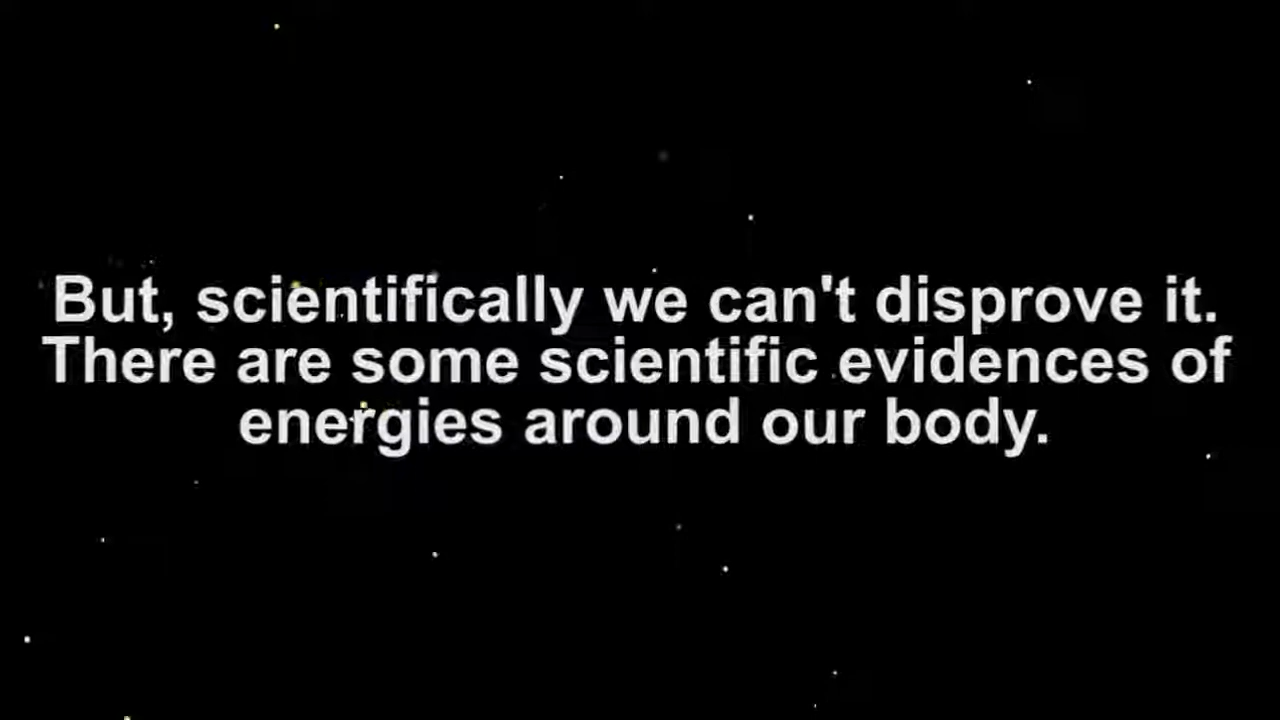 But, scientifically we can't disprove it.
There are some scientific evidences of
energies around our body.